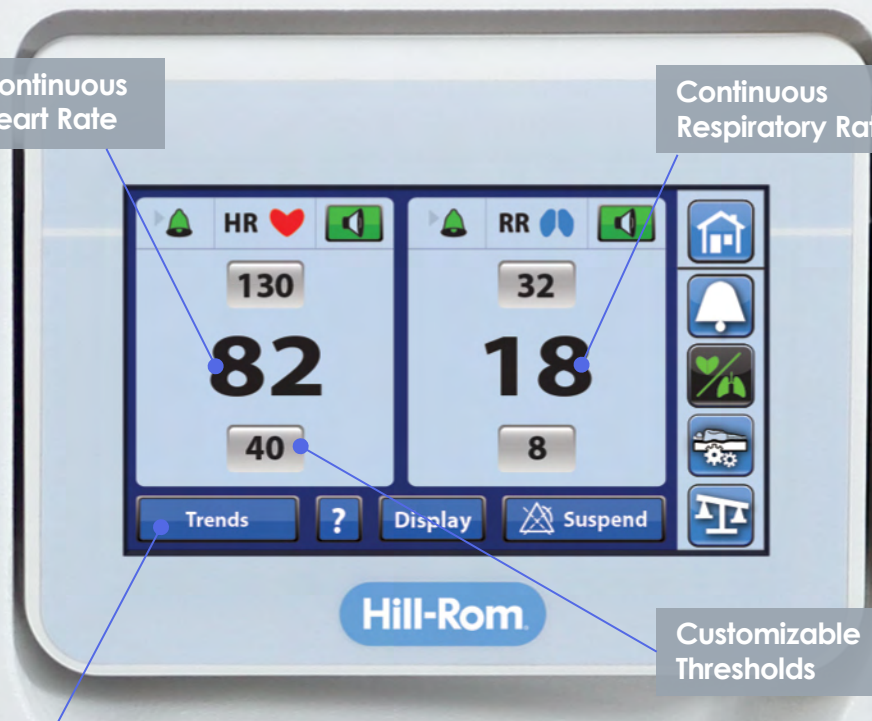 ontinuous
eart Rate
Continuous
Respiratory Rat
HR
RR
130
32
82
18
40
8
Trends
?
Display
Suspend
Hill-Rom
Customizable
Thresholds